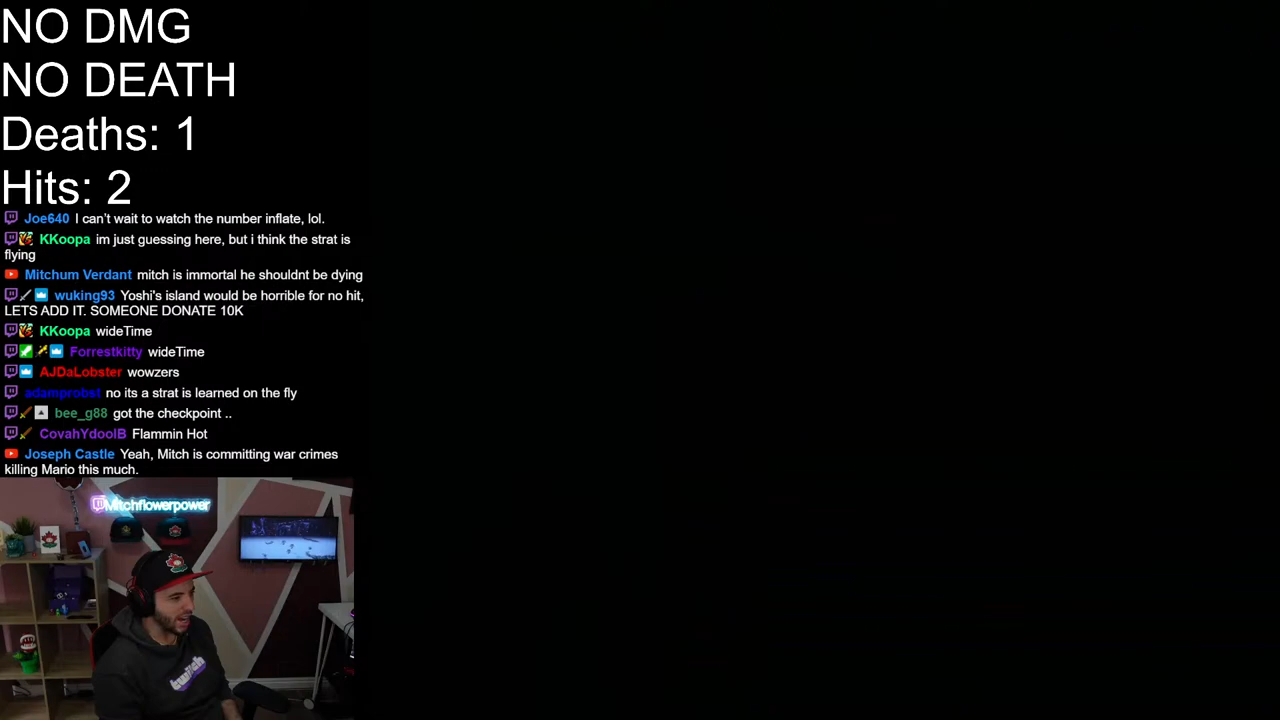 NO DMG
NO DEATH
Deaths: 1
Hits: 2
Joe640 I can't wait to watch the number inflate, lol.
KKoopa im just guessing here, but i think the strat is
flying
Mitchum Verdant mitch is immortal he shouldnt be dying
wuking93 Yoshi's island would be horrible for no hit,
LETS ADD IT. SOMEONE DONATE 10K
KKoopa wideTime
Forrestkitty wideTime
AJDaLobster wowzers
adamprobst no its a strat is learned on the fly
bee_g88 got the checkpoint ..
CovahYdoolB Flammin Hot
Joseph Castle Yeah, Mitch is committing war crimes
killing Mario this much.
Mitchflowerpower
twitch